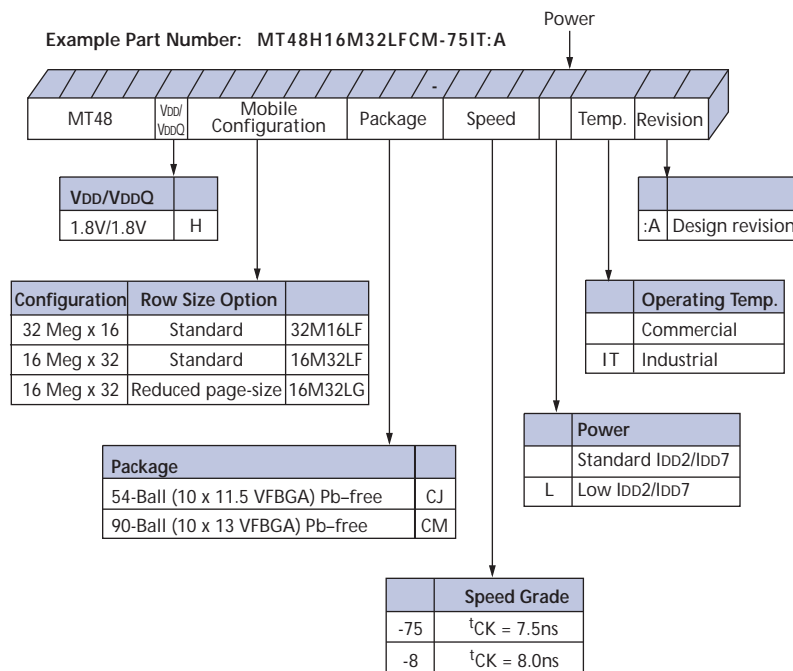 Power
Example Part Number: MT48H16M32LFCM-75IT:A
-
MT48
VDD/
VDDQ
Mobile
Configuration
Package
Speed
Temp.
Revision
VDD/VDDQ
1.8V/1.8V H
:A Design revision
Configuration Row Size Option
32 Meg x 16 Standard 32M16LF
16 Meg x 32 Standard 16M32LF
16 Meg x 32 Reduced page-size 16M32LG
Operating Temp.
Commercial
IT Industrial
Power
Standard IDD2/IDD7
L Low IDD2/IDD7
Package
54-Ball (10 x 11.5 VFBGA) Pb–free CJ
90-Ball (10 x 13 VFBGA) Pb–free CM
Speed Grade
-75 tCK = 7.5ns
-8 tCK = 8.0ns